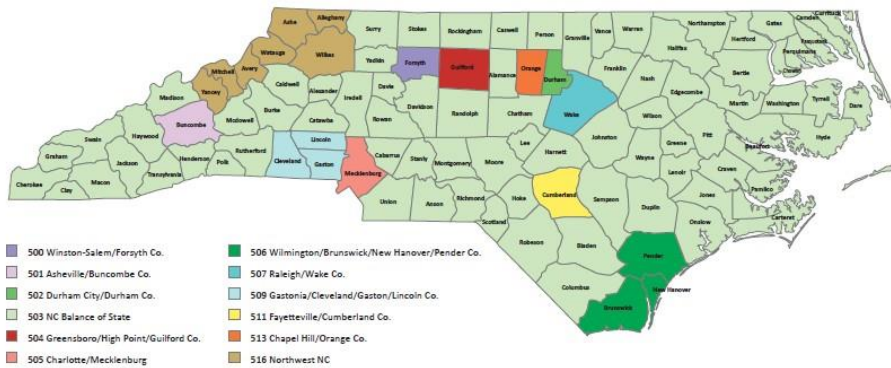 Ashe
Alleghany
Surry
Stokes
Rockingham
Caswell
Person
Granville
Vance
Warren
Northampton
Gates
Camden
Currituck
Watauga
Wilkes
Yadkin
Forsyth
Guilford
Alamance
Orange
Durham
Franklin
Halifax
Hertford
Pasquotank
Perquimans
Chowan
Mitchell
Avery
Caldwell
Alexander
Iredell
Davie
Nash
Edgecombe
Bertle
Yancey
Madison
Davidson
Randolph
Chatham
Wake
Wilson
Martin
Washington
Tyrrell
Dare
Buncombe
Mcdowell
Burke
Catawba
Rowan
Swain
Haywood
Lincoln
Lee
Johnston
Greene
Pitt
Beaufort
Hyde
Graham
Jackson
Henderson
Polk
Rutherford
Cleveland
Gaston
Cabarrus
Stanly
Montgomery
Moore
Harnett
Wayne
Lenoir
Craven
Pamlico
Cherokee
Clay
Macon
Transylvania
Mecklenburg
Union
Anson
Richmond
Hoke
Cumberland
Sampson
Duplin
Jones
Carteret
Scotland
Robeson
Bladen
Onslow
Pender
Columbus
Brunswick
New Hanover
500 Winston-Salem/Forsyth Co.
501 Asheville/Buncombe Co.
502 Durham City/Durham Co.
503 NC Balance of State
504 Greensboro/High Point/Guilford Co.
505 Charlotte/Mecklenburg
506 Wilmington/Brunswick/New Hanover/Pender Co.
507 Raleigh/Wake Co.
509 Gastonia/Cleveland/Gaston/Lincoln Co.
511 Fayetteville/Cumberland Co.
513 Chapel Hill/Orange Co.
516 Northwest NC